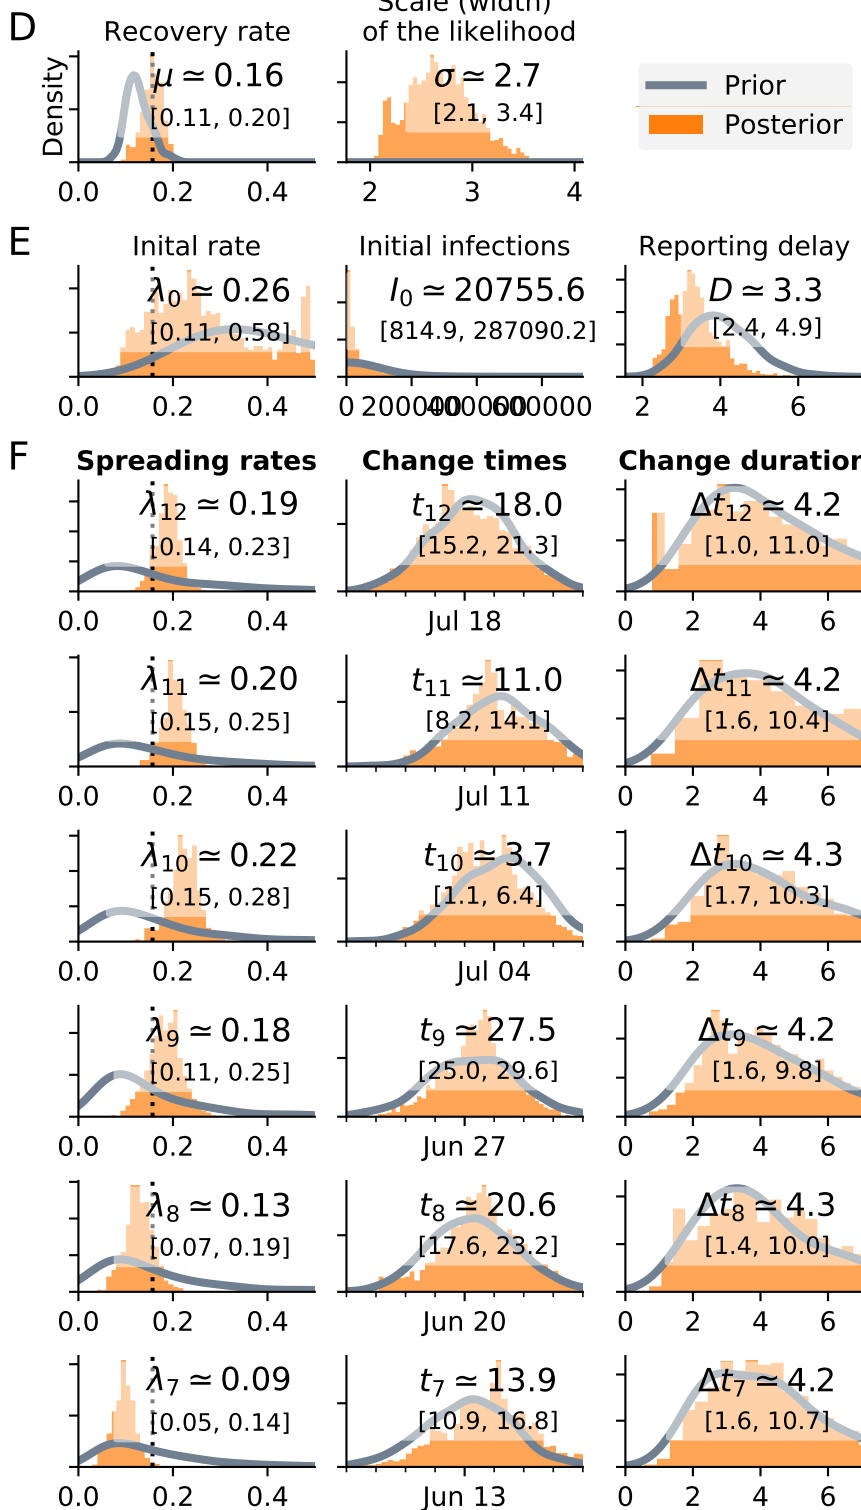 D
Scale (width)
Recovery rate
of the likelihood
Density
μ ≃ 0.16
[0.11, 0.20]
σ ≃ 2.7
[2.1, 3.4]
Prior
Posterior
0.0 0.2 0.4
2 3 4
E
Inital rate
Initial infections
Reporting delay
λ0 ≃ 0.26
[0.11, 0.58]
I0 ≃ 20755.6
[814.9, 287090.2]
D ≃ 3.3
[2.4, 4.9]
0.0 0.2 0.4
0 200000 400000 600000
2 4 6
F
Spreading rates
Change times
Change duration
λ12 ≃ 0.19
[0.14, 0.23]
t12 ≃ 18.0
[15.2, 21.3]
Δt12 ≃ 4.2
[1.0, 11.0]
0.0 0.2 0.4
Jul 18
0 2 4 6
λ11 ≃ 0.20
[0.15, 0.25]
t11 ≃ 11.0
[8.2, 14.1]
Δt11 ≃ 4.2
[1.6, 10.4]
0.0 0.2 0.4
Jul 11
0 2 4 6
λ10 ≃ 0.22
[0.15, 0.28]
t10 ≃ 3.7
[1.1, 6.4]
Δt10 ≃ 4.3
[1.7, 10.3]
0.0 0.2 0.4
Jul 04
0 2 4 6
λ9 ≃ 0.18
[0.11, 0.25]
t9 ≃ 27.5
[25.0, 29.6]
Δt9 ≃ 4.2
[1.6, 9.8]
0.0 0.2 0.4
Jun 27
0 2 4 6
λ8 ≃ 0.13
[0.07, 0.19]
t8 ≃ 20.6
[17.6, 23.2]
Δt8 ≃ 4.3
[1.4, 10.0]
0.0 0.2 0.4
Jun 20
0 2 4 6
λ7 ≃ 0.09
[0.05, 0.14]
t7 ≃ 13.9
[10.9, 16.8]
Δt7 ≃ 4.2
[1.6, 10.7]
0.0 0.2 0.4
Jun 13
0 2 4 6